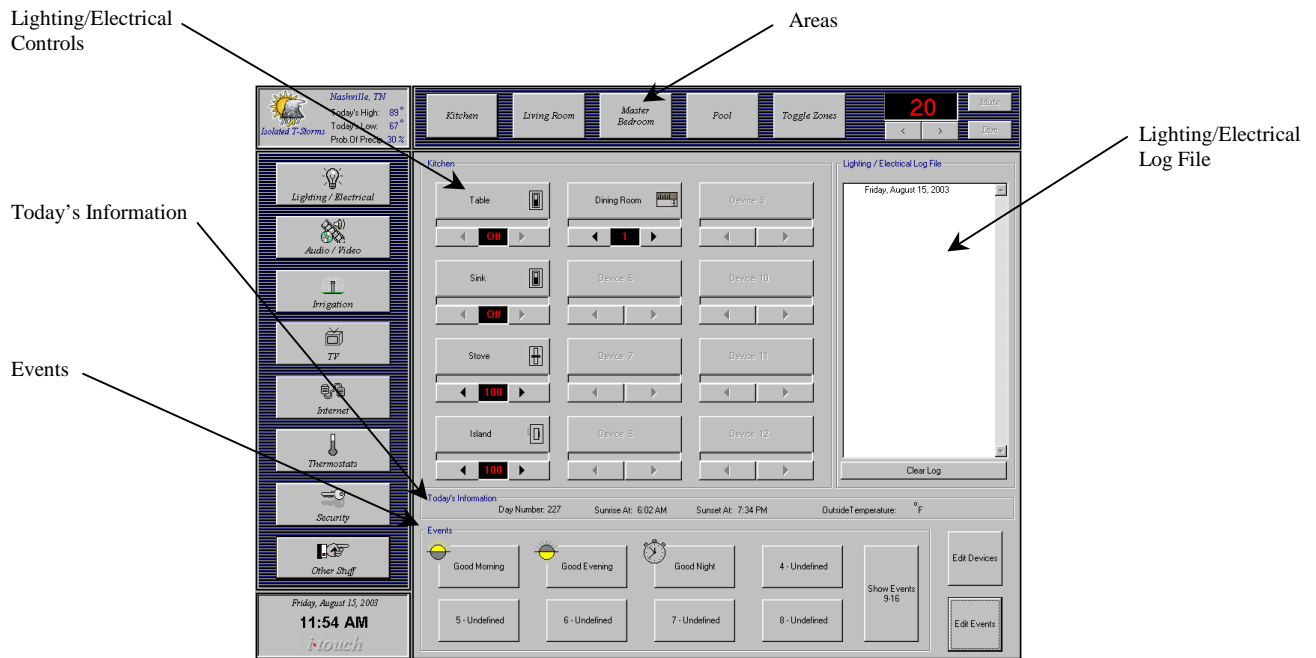 Lighting/Electrical
Controls
Areas
Lighting/Electrical
Log File
Today’s Information
Events
Nashville, TN
Today's High: 89°
Today's Low: 67°
Prob.Of Precip. 30 %
Isolated T-Storms
Kitchen
Living Room
Master
Bedroom
Pool
Toggle Zones
20
<
>
Mute
Dim
Lighting / Electrical
Audio / Video
Irrigation
TV
Internet
Thermostats
Security
Other Stuff
Friday, August 15, 2003
11:54 AM
i-touch
Kitchen
Table
Off
Dining Room
1
Device 9
Sink
Off
Device 6
Device 10
Stove
100
Device 7
Device 11
Island
100
Device 8
Device 12
Lighting / Electrical Log File
Friday, August 15, 2003
Clear Log
Today's Information
Day Number: 227 Sunrise At: 6:02 AM Sunset At: 7:34 PM OutsideTemperature: °F
Events
Good Morning
Good Evening
Good Night
4 - Undefined
5 - Undefined
6 - Undefined
7 - Undefined
8 - Undefined
Show Events
9-16
Edit Devices
Edit Events